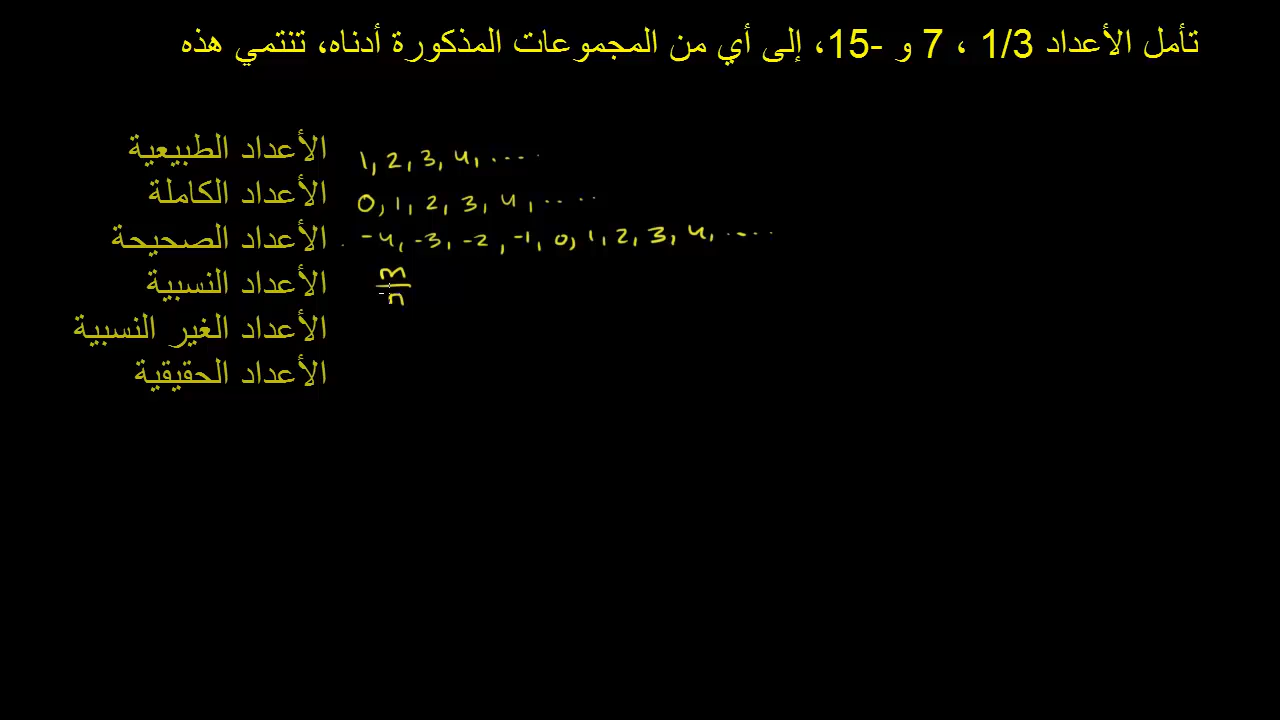 تأمل الأعداد 1/3 ، 7 و -15، إلى أي من المجموعات المذكورة أدناه، تنتمي هذه
الأعداد الطبيعية 1, 2, 3, 4, ....
الأعداد الكاملة 0, 1, 2, 3, 4, ....
الأعداد الصحيحة . -4, -3, -2, -1, 0, 1, 2, 3, 4, ....
الأعداد النسبية m/n
الأعداد الغير النسبية
الأعداد الحقيقية